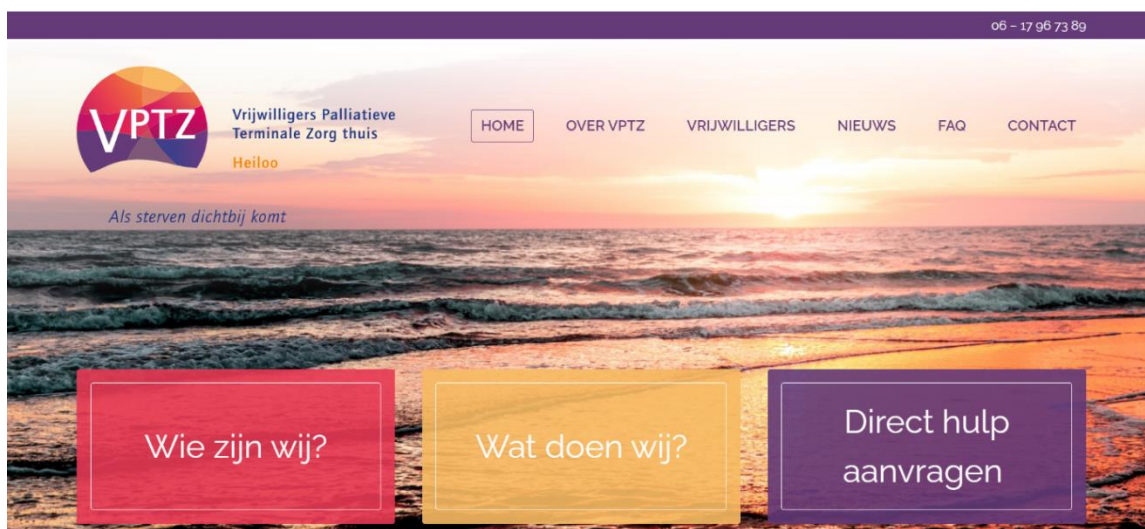 06 – 17 96 73 89
VPTZ
Vrijwilligers Palliatieve
Terminale Zorg thuis
Heiloo
HOME
OVER VPTZ
VRIJWILLIGERS
NIEUWS
FAQ
CONTACT
Als sterven dichtbij komt
Wie zijn wij?
Wat doen wij?
Direct hulp
aanvragen